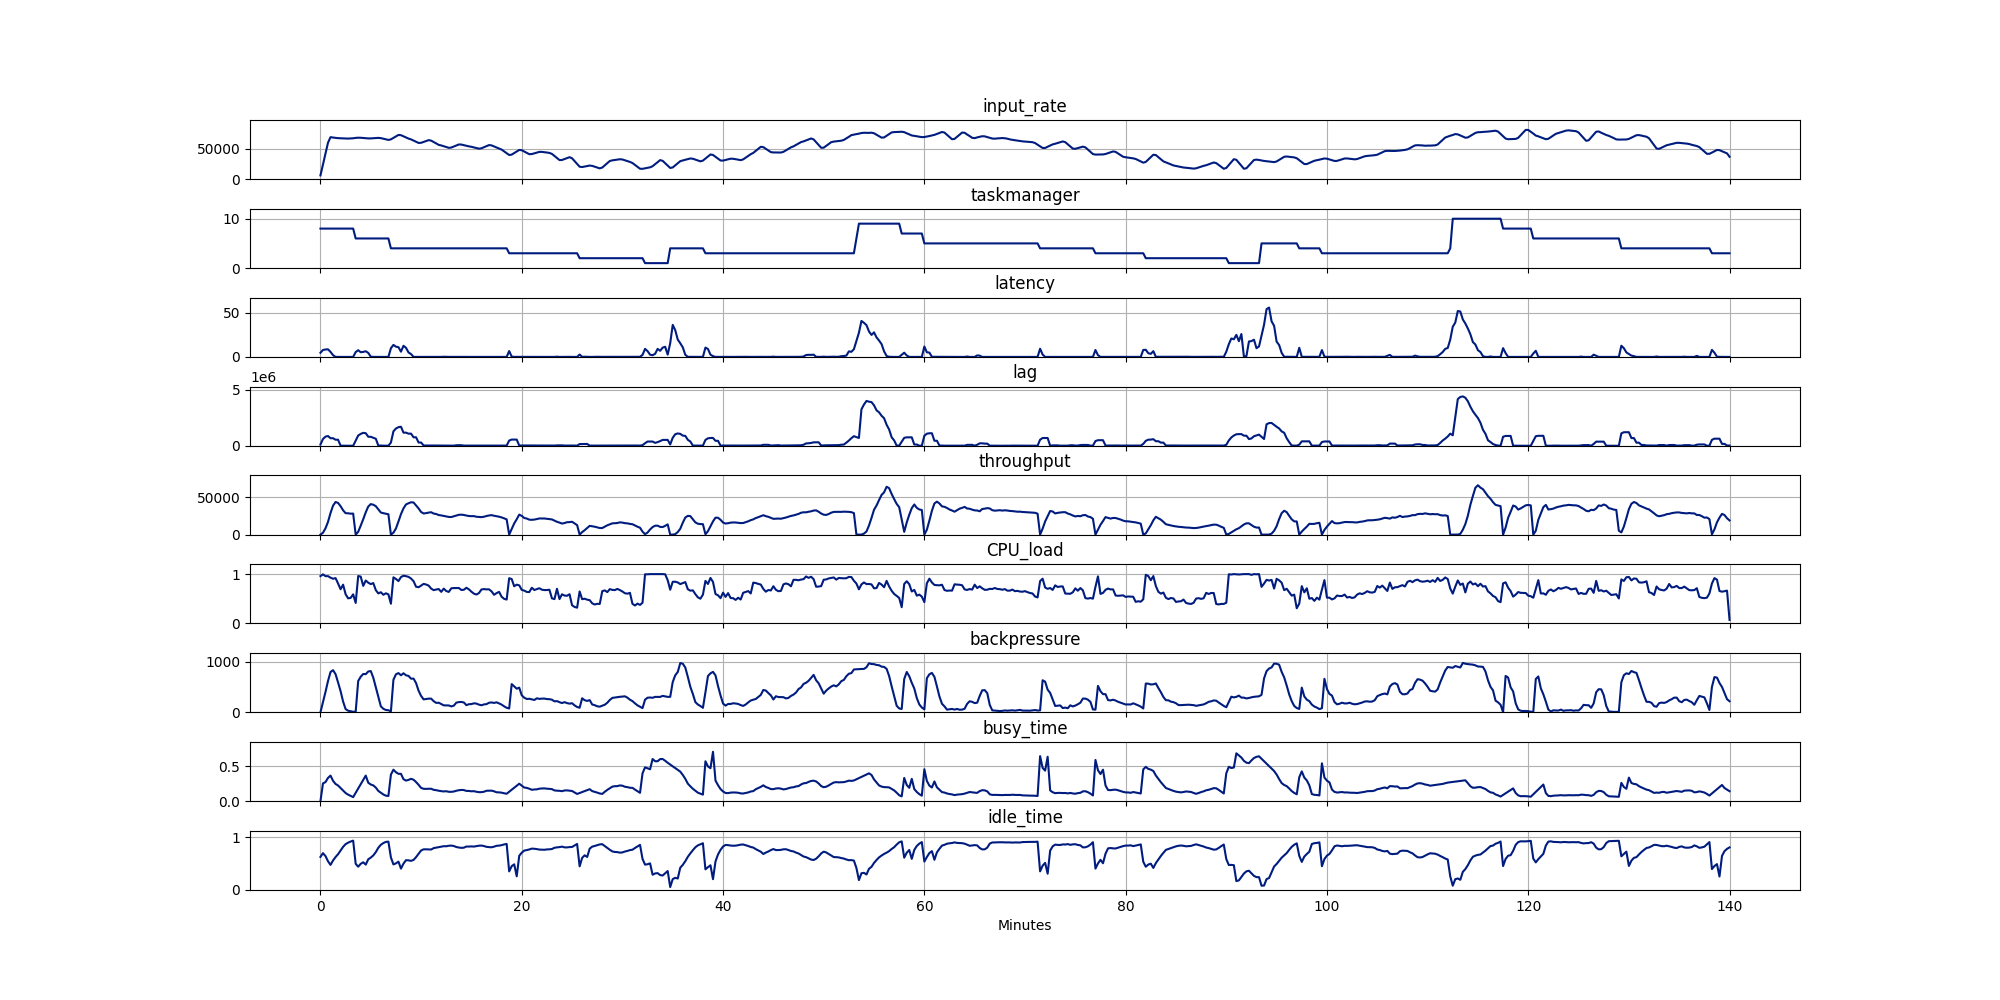 input_rate
50000
0
taskmanager
10
0
latency
50
0
1e6
lag
5
0
throughput
50000
0
CPU_load
1
0
backpressure
1000
0
busy_time
0.5
0.0
idle_time
1
0
0 20 40 60 80 100 120 140
Minutes